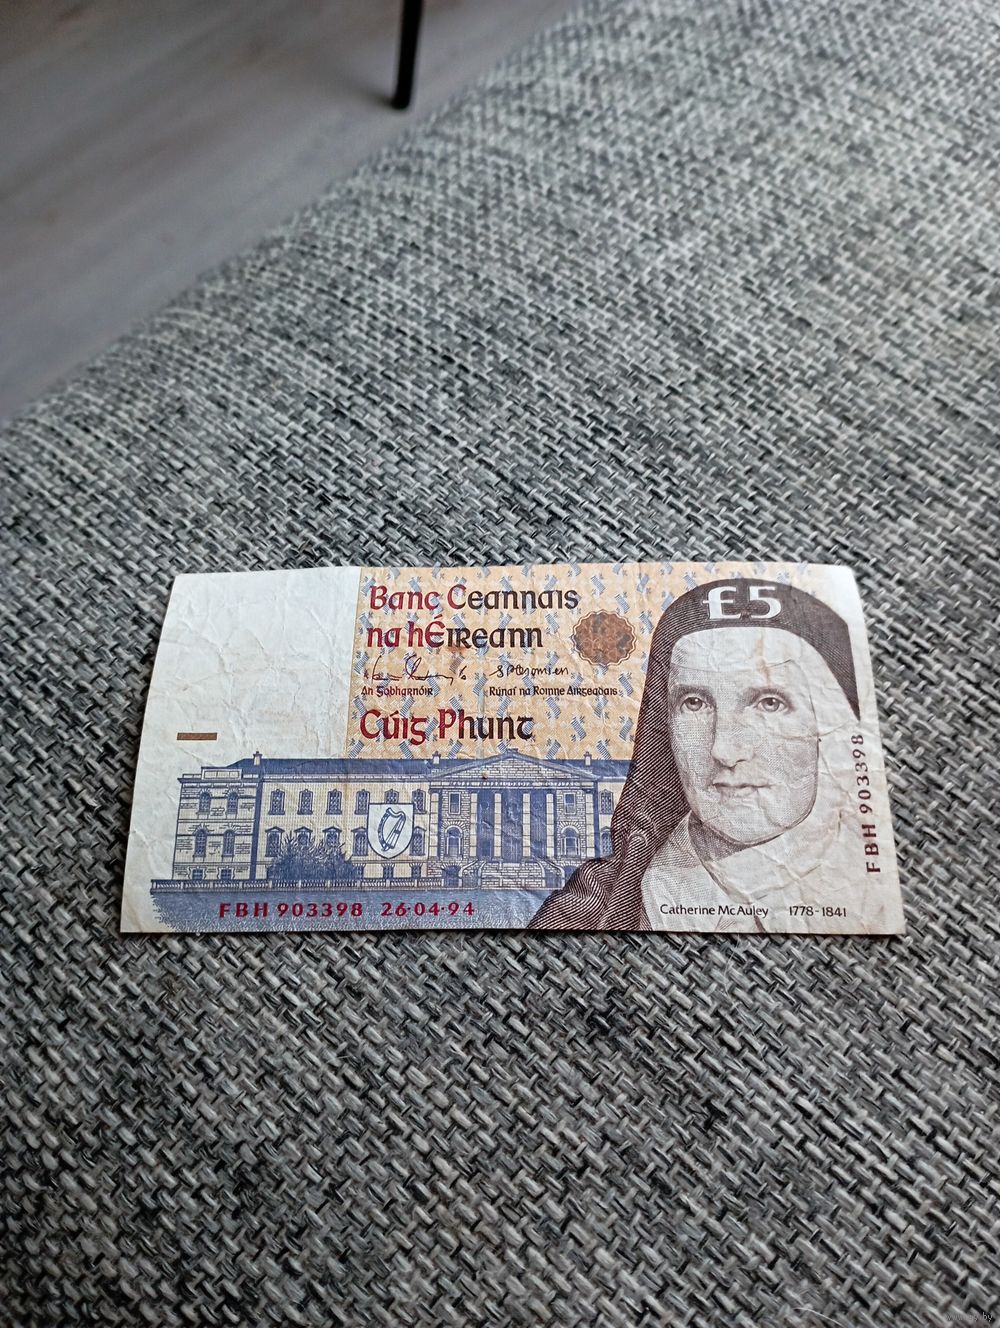 Banc Ceannais
na hÉireann
£5
An Gobharnóir
Rúnaí na Roinne Airgeadais
Cúig Phunt
FBH 903398
FBH 903398 26·04·94
Catherine McAuley 1778-1841